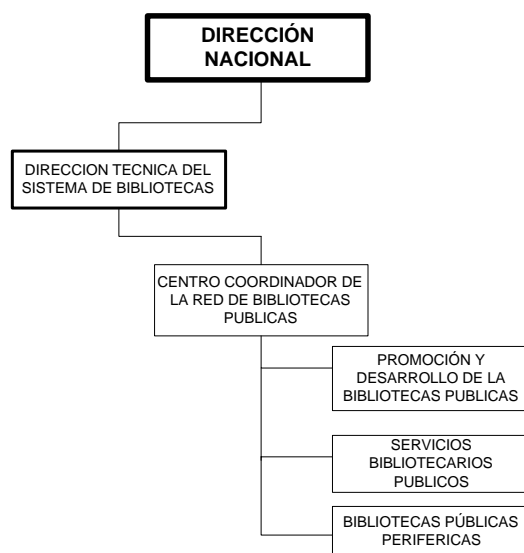 DIRECCIÓN
NACIONAL
DIRECCION TECNICA DEL
SISTEMA DE BIBLIOTECAS
CENTRO COORDINADOR DE
LA RED DE BIBLIOTECAS
PUBLICAS
PROMOCIÓN Y
DESARROLLO DE LA
BIBLIOTECAS PUBLICAS
SERVICIOS
BIBLIOTECARIOS
PUBLICOS
BIBLIOTECAS PÚBLICAS
PERIFERICAS